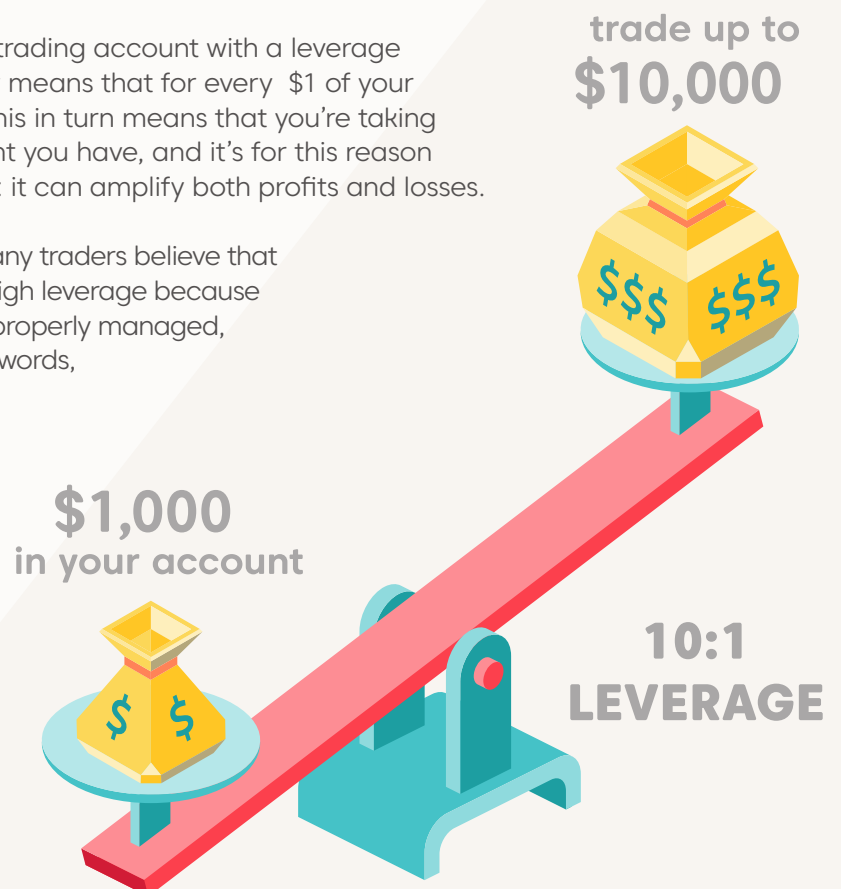 trading account with a leverage
means that for every $1 of your
his in turn means that you're taking
t you have, and it's for this reason
it can amplify both profits and losses.
any traders believe that
igh leverage because
properly managed,
words,
trade up to
$10,000
$$$ $$$
$1,000
in your account
$ $
10:1
LEVERAGE